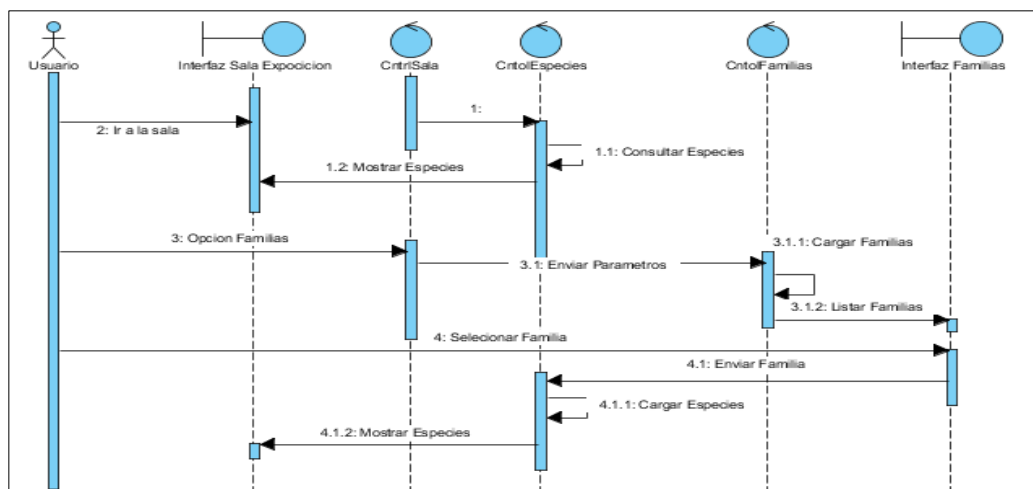 Usuario
Interfaz Sala Expocicion
CntrlSala
CntolEspecies
CntolFamilias
Interfaz Familias
1:
2: Ir a la sala
1.1: Consultar Especies
1.2: Mostrar Especies
3: Opcion Familias
3.1.1: Cargar Familias
3.1: Enviar Parametros
3.1.2: Listar Familias
4: Selecionar Familia
4.1: Enviar Familia
4.1.1: Cargar Especies
4.1.2: Mostrar Especies